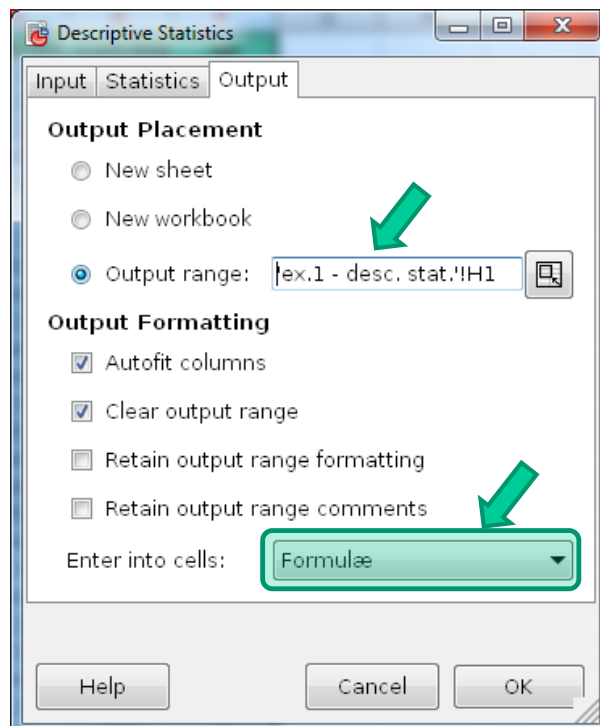 Descriptive Statistics
Input Statistics Output
Output Placement
New sheet
New workbook
Output range: 'ex.1 - desc. stat.'!H1
Output Formatting
Autofit columns
Clear output range
Retain output range formatting
Retain output range comments
Enter into cells: Formulæ
Help Cancel OK